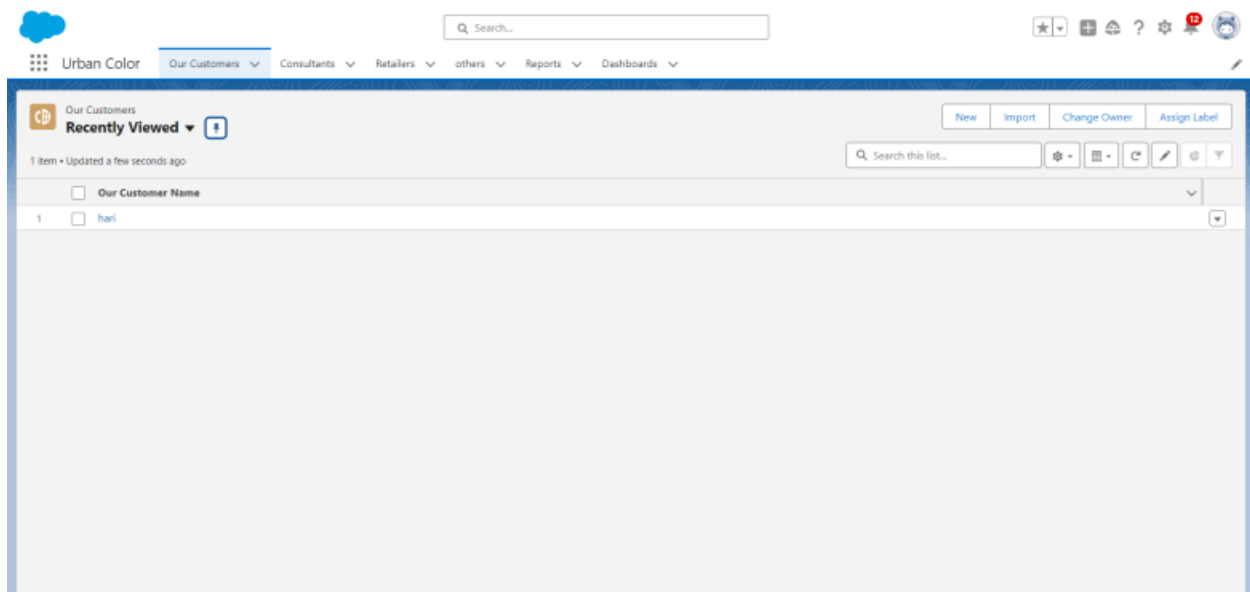 Search...
12
Urban Color Our Customers Consultants Retailers others Reports Dashboards
Our Customers
Recently Viewed
New Import Change Owner Assign Label
1 item • Updated a few seconds ago
Search this list...
Our Customer Name
1 hari